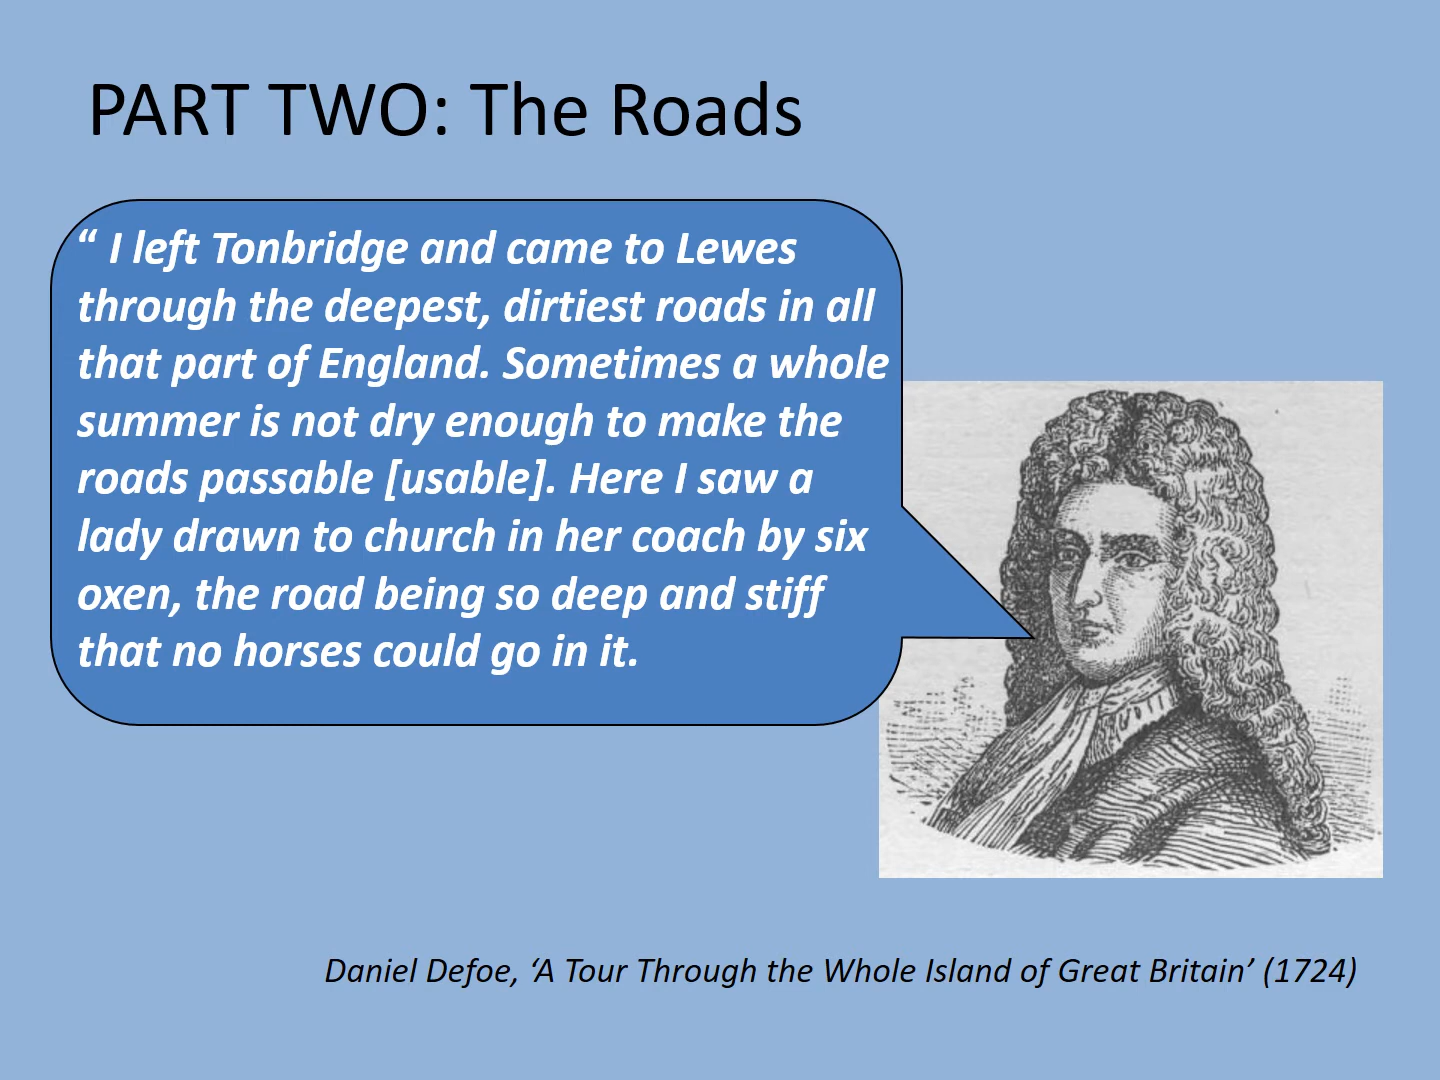 PART TWO: The Roads
“ I left Tonbridge and came to Lewes
through the deepest, dirtiest roads in all
that part of England. Sometimes a whole
summer is not dry enough to make the
roads passable [usable]. Here I saw a
lady drawn to church in her coach by six
oxen, the road being so deep and stiff
that no horses could go in it.
Daniel Defoe, ‘A Tour Through the Whole Island of Great Britain’ (1724)